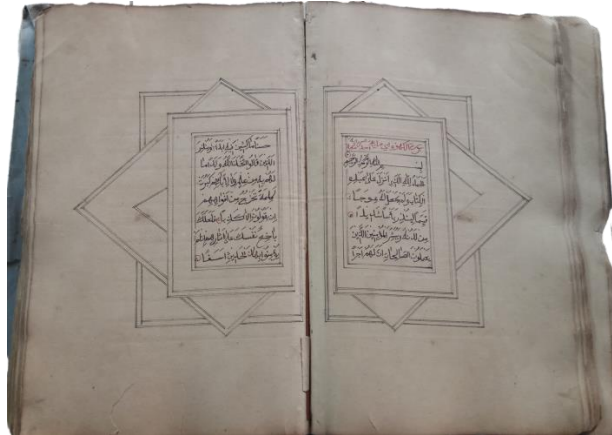 بسم الله الرحمن الرحيم
الحمد لله الذي انزل على عبده
الكتاب ولم يجعل له عوجا
قيما لينذر بأسا شديدا
من لدنه ويبشر المؤمنين الذين
يعملون الصالحات ان لهم اجرا
حسنا ماكثين فيه ابدا وينذر
الذين قالوا اتخذ الله ولدا ما
لهم به من علم ولا لآبائهم كبرت
كلمة تخرج من افواههم
ان يقولون الا كذبا فلعلك
باخع نفسك على آثارهم ان لم
يؤمنوا بهذا الحديث اسفا